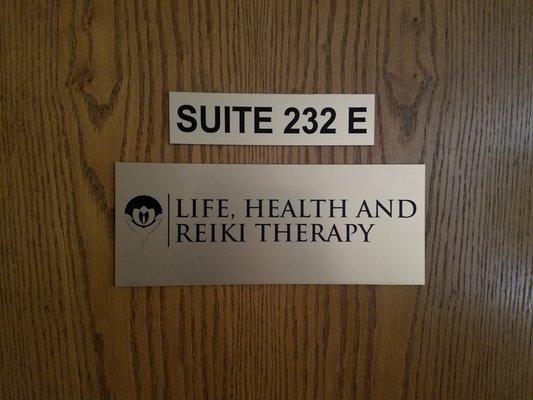 SUITE 232 E
LIFE, HEALTH AND
REIKI THERAPY